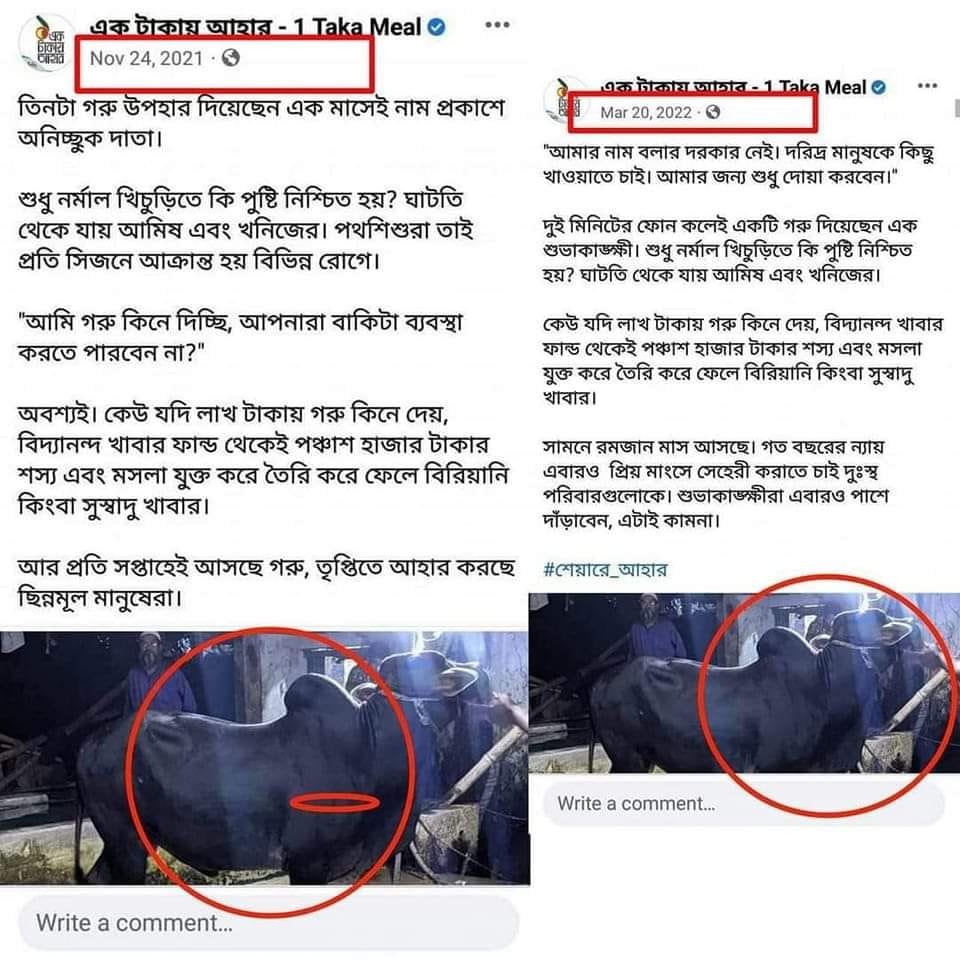 এক টাকায় আহার - 1 Taka Meal
Nov 24, 2021 ·
তিনটা গরু উপহার দিয়েছেন এক মাসেই নাম প্রকাশে
অনিচ্ছুক দাতা।
শুধু নর্মাল খিচুড়িতে কি পুষ্টি নিশ্চিত হয়? ঘাটতি
থেকে যায় আমিষ এবং খনিজের। পথশিশুরা তাই
প্রতি সিজনে আক্রান্ত হয় বিভিন্ন রোগে।
"আমি গরু কিনে দিচ্ছি, আপনারা বাকিটা ব্যবস্থা
করতে পারবেন না?"
অবশ্যই। কেউ যদি লাখ টাকায় গরু কিনে দেয়,
বিদ্যানন্দ খাবার ফান্ড থেকেই পঞ্চাশ হাজার টাকার
শস্য এবং মসলা যুক্ত করে তৈরি করে ফেলে বিরিয়ানি
কিংবা সুস্বাদু খাবার।
আর প্রতি সপ্তাহেই আসছে গরু, তৃপ্তিতে আহার করছে
ছিন্নমূল মানুষেরা।
Write a comment...
এক টাকায় আহার - 1 Taka Meal
Mar 20, 2022 ·
"আমার নাম বলার দরকার নেই। দরিদ্র মানুষকে কিছু
খাওয়াতে চাই। আমার জন্য শুধু দোয়া করবেন।"
দুই মিনিটের ফোন কলেই একটি গরু দিয়েছেন এক
শুভাকাঙ্ক্ষী। শুধু নর্মাল খিচুড়িতে কি পুষ্টি নিশ্চিত
হয়? ঘাটতি থেকে যায় আমিষ এবং খনিজের।
কেউ যদি লাখ টাকায় গরু কিনে দেয়, বিদ্যানন্দ খাবার
ফান্ড থেকেই পঞ্চাশ হাজার টাকার শস্য এবং মসলা
যুক্ত করে তৈরি করে ফেলে বিরিয়ানি কিংবা সুস্বাদু
খাবার।
সামনে রমজান মাস আসছে। গত বছরের ন্যায়
এবারও প্রিয় মাংসে সেহেরী করাতে চাই দুঃস্থ
পরিবারগুলোকে। শুভাকাঙ্ক্ষীরা এবারও পাশে
দাঁড়াবেন, এটাই কামনা।
#শেয়ারে_আহার
Write a comment...